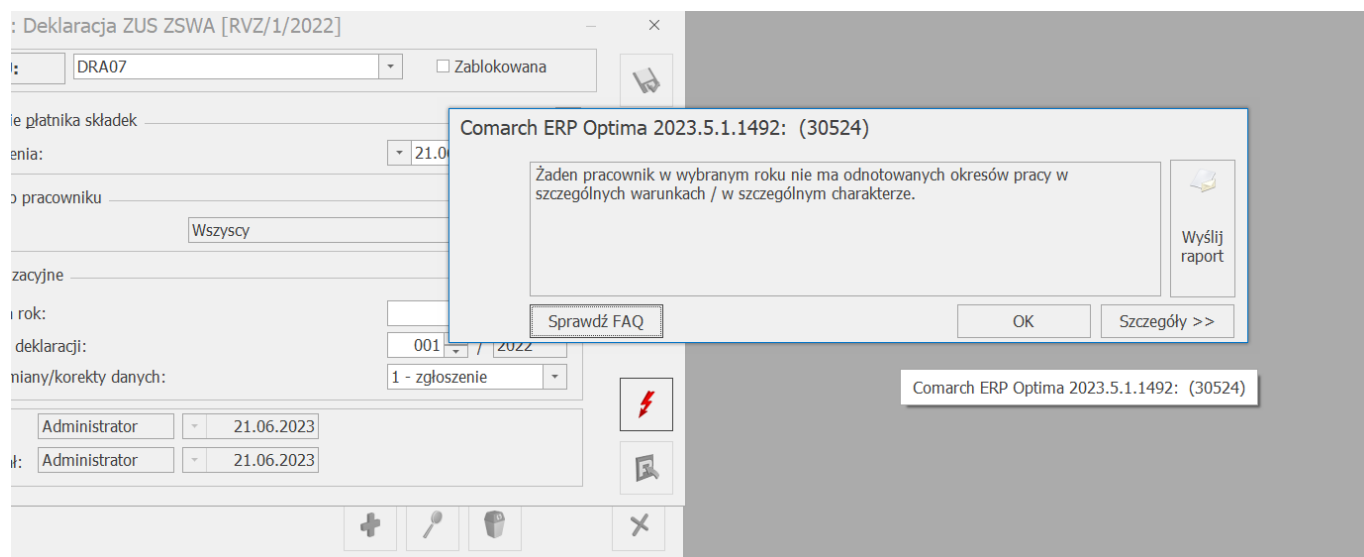 : Deklaracja ZUS ZSWA [RVZ/1/2022]
DRA07
Zablokowana
ie płatnika składek
enia:
21.0
o pracowniku
Wszyscy
zacyjne
rok:
deklaracji:
001 / 2022
miany/korekty danych:
1 - zgłoszenie
Administrator 21.06.2023
ł: Administrator 21.06.2023
Comarch ERP Optima 2023.5.1.1492: (30524)
Żaden pracownik w wybranym roku nie ma odnotowanych okresów pracy w
szczególnych warunkach / w szczególnym charakterze.
Wyślij
raport
Sprawdź FAQ
OK
Szczegóły >>
Comarch ERP Optima 2023.5.1.1492: (30524)